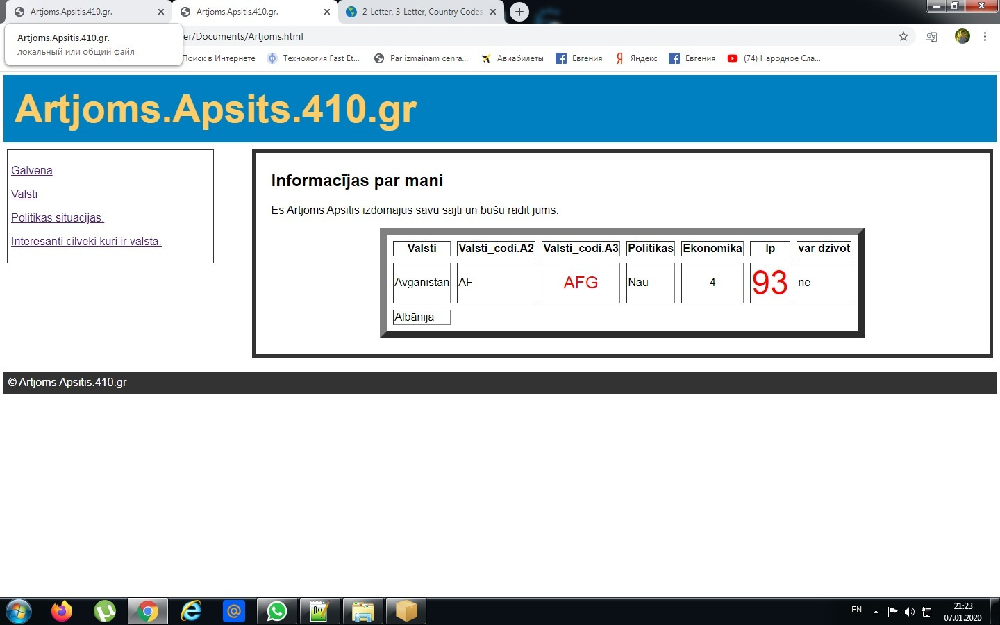 Artjoms.Apsitis.410.gr.
Artjoms.Apsitis.410.gr.
2-Letter, 3-Letter, Country Codes
Artjoms.Apsitis.410.gr.
локальный или общий файл
er/Documents/Artjoms.html
Поиск в Интернете Технология Fast Et... Par izmaiņām cenrā... Авиабилеты Евгения Яндекс Евгения (74) Народное Сла...
Artjoms.Apsits.410.gr
Galvena
Valsti
Politikas situacijas.
Interesanti cilveki kuri ir valsta.
Informacījas par mani
Es Artjoms Apsitis izdomajus savu sajti un bušu radit jums.
Valsti Valsti_codi.A2 Valsti_codi.A3 Politikas Ekonomika Ip var dzivot
Avganistan AF AFG Nau 4 93 ne
Albānija
© Artjoms Apsitis.410.gr
EN
21:23
07.01.2020